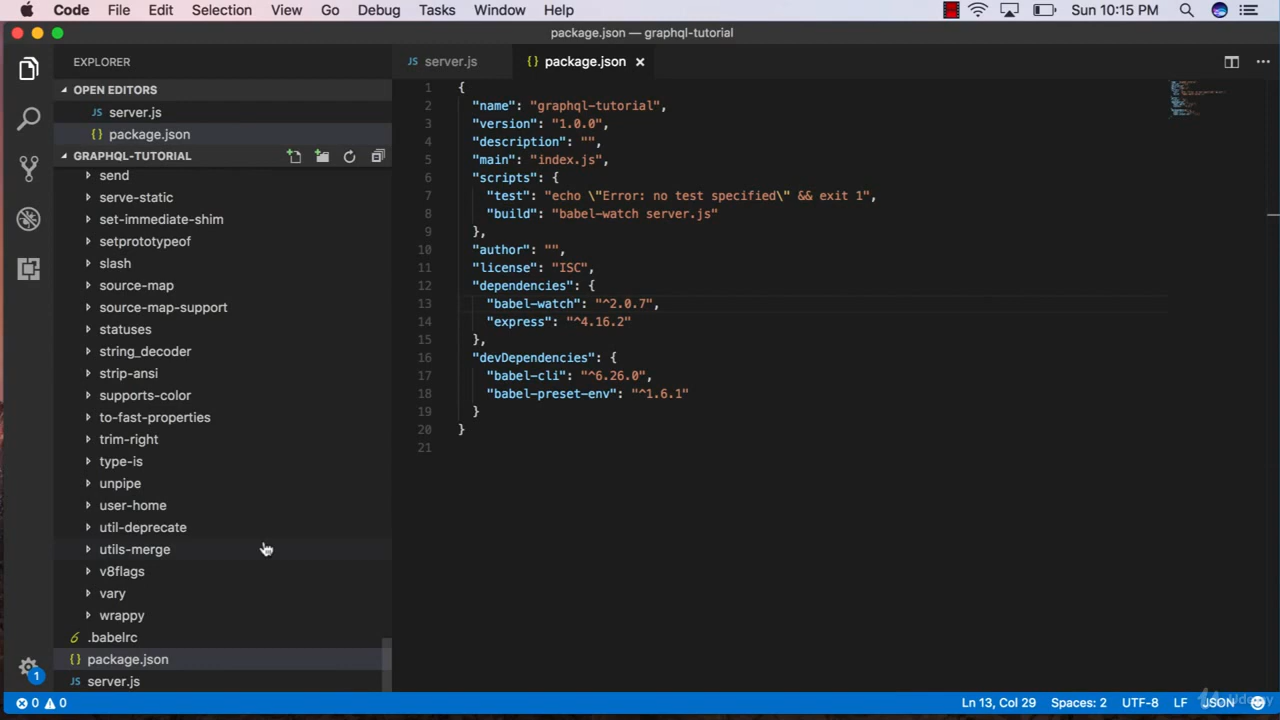 Code File Edit Selection View Go Debug Tasks Window Help Sun 10:15 PM
package.json — graphql-tutorial
EXPLORER
OPEN EDITORS
server.js
package.json
GRAPHQL-TUTORIAL
send
serve-static
set-immediate-shim
setprototypeof
slash
source-map
source-map-support
statuses
string_decoder
strip-ansi
supports-color
to-fast-properties
trim-right
type-is
unpipe
user-home
util-deprecate
utils-merge
v8flags
vary
wrappy
.babelrc
package.json
server.js
1
JS server.js {} package.json
1 {
2 "name": "graphql-tutorial",
3 "version": "1.0.0",
4 "description": "",
5 "main": "index.js",
6 "scripts": {
7 "test": "echo \"Error: no test specified\" && exit 1",
8 "build": "babel-watch server.js"
9 },
10 "author": "",
11 "license": "ISC",
12 "dependencies": {
13 "babel-watch": "^2.0.7",
14 "express": "^4.16.2"
15 },
16 "devDependencies": {
17 "babel-cli": "^6.26.0",
18 "babel-preset-env": "^1.6.1"
19 }
20 }
21
0 0 Ln 13, Col 29 Spaces: 2 UTF-8 LF JSON
Udemy